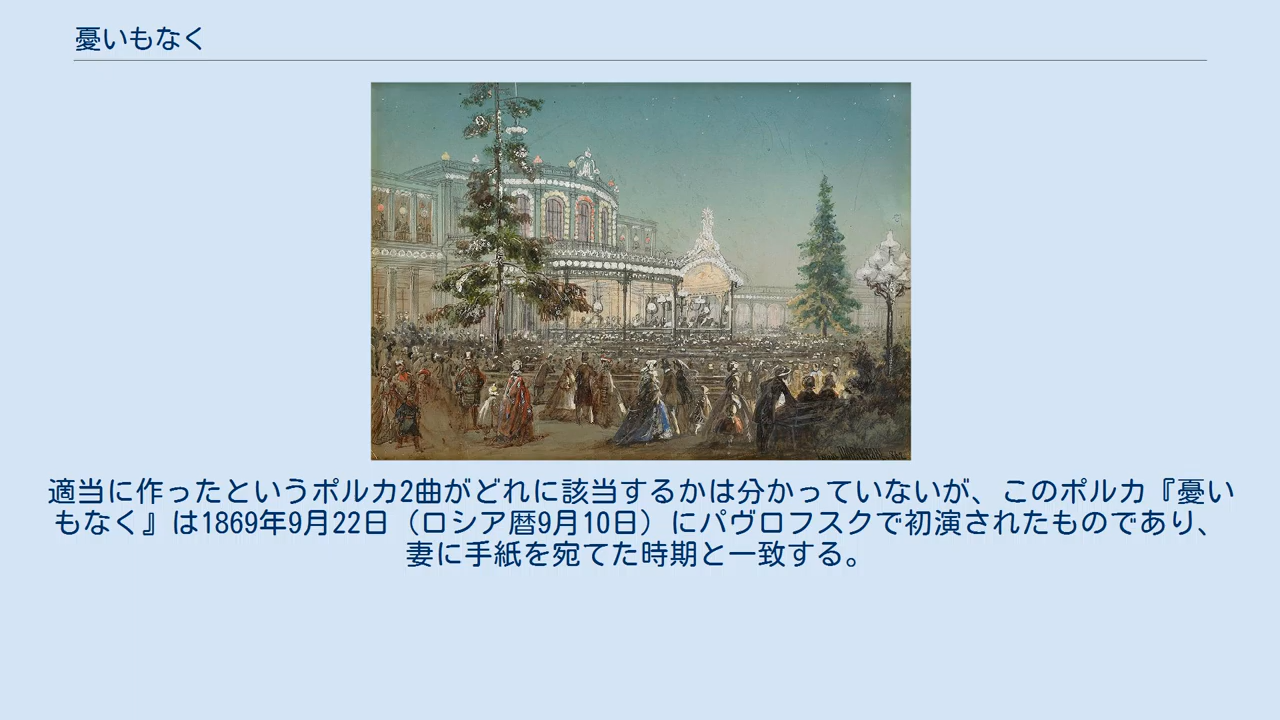 憂いもなく
適当に作ったというポルカ2曲がどれに該当するかは分かっていないが、このポルカ『憂い
もなく』は1869年9月22日（ロシア暦9月10日）にパヴロフスクで初演されたものであり、
妻に手紙を宛てた時期と一致する。